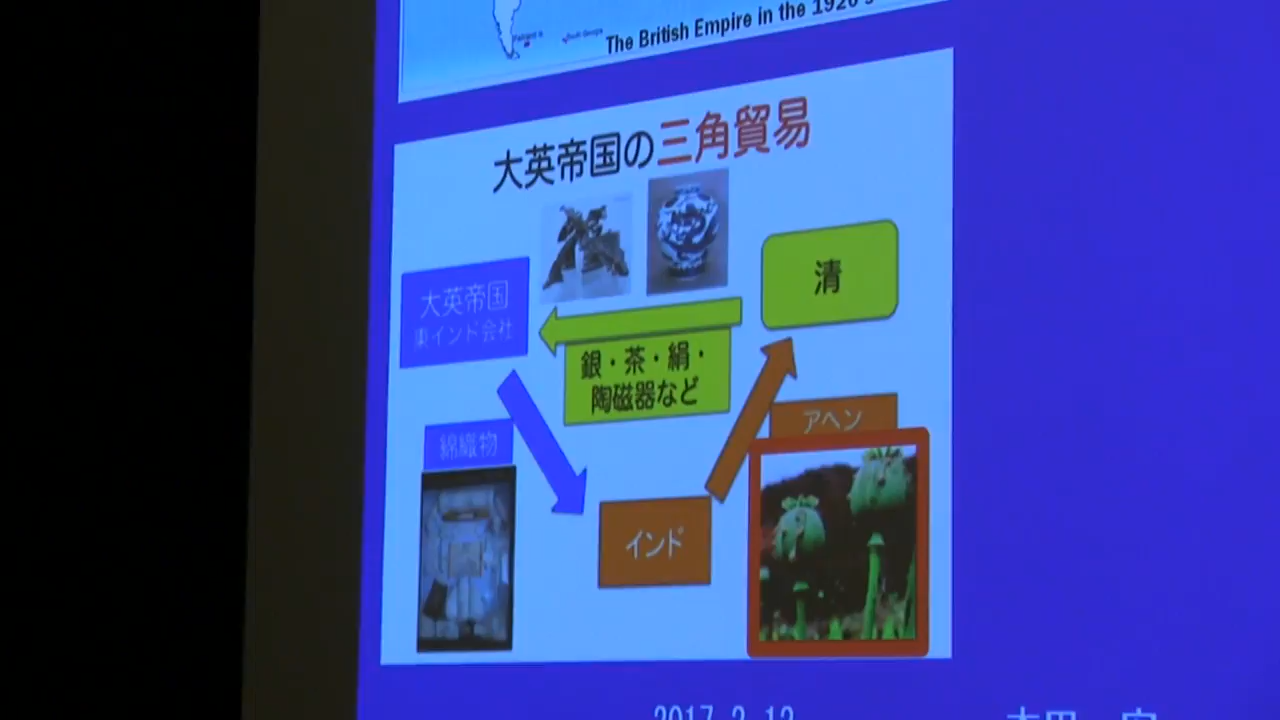 The British Empire in the 1920's
大英帝国の三角貿易
大英帝国
東インド会社
清
銀・茶・絹・
陶磁器など
綿織物
アヘン
インド
2017 2 12